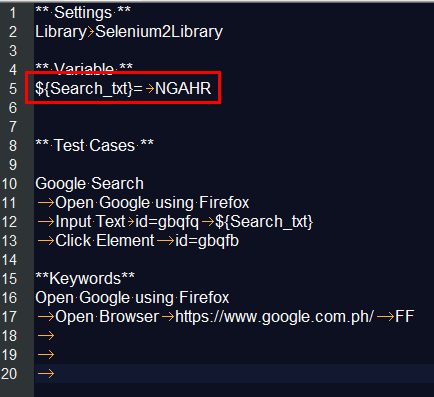 1 ** Settings **
2 Library Selenium2Library
3
4 ** Variable **
5 ${Search_txt}= NGAHR
6
7
8 ** Test Cases **
9
10 Google Search
11 Open Google using Firefox
12 Input Text id=gbqfq ${Search_txt}
13 Click Element id=gbqfb
14
15 **Keywords**
16 Open Google using Firefox
17 Open Browser https://www.google.com.ph/ FF
18
19
20